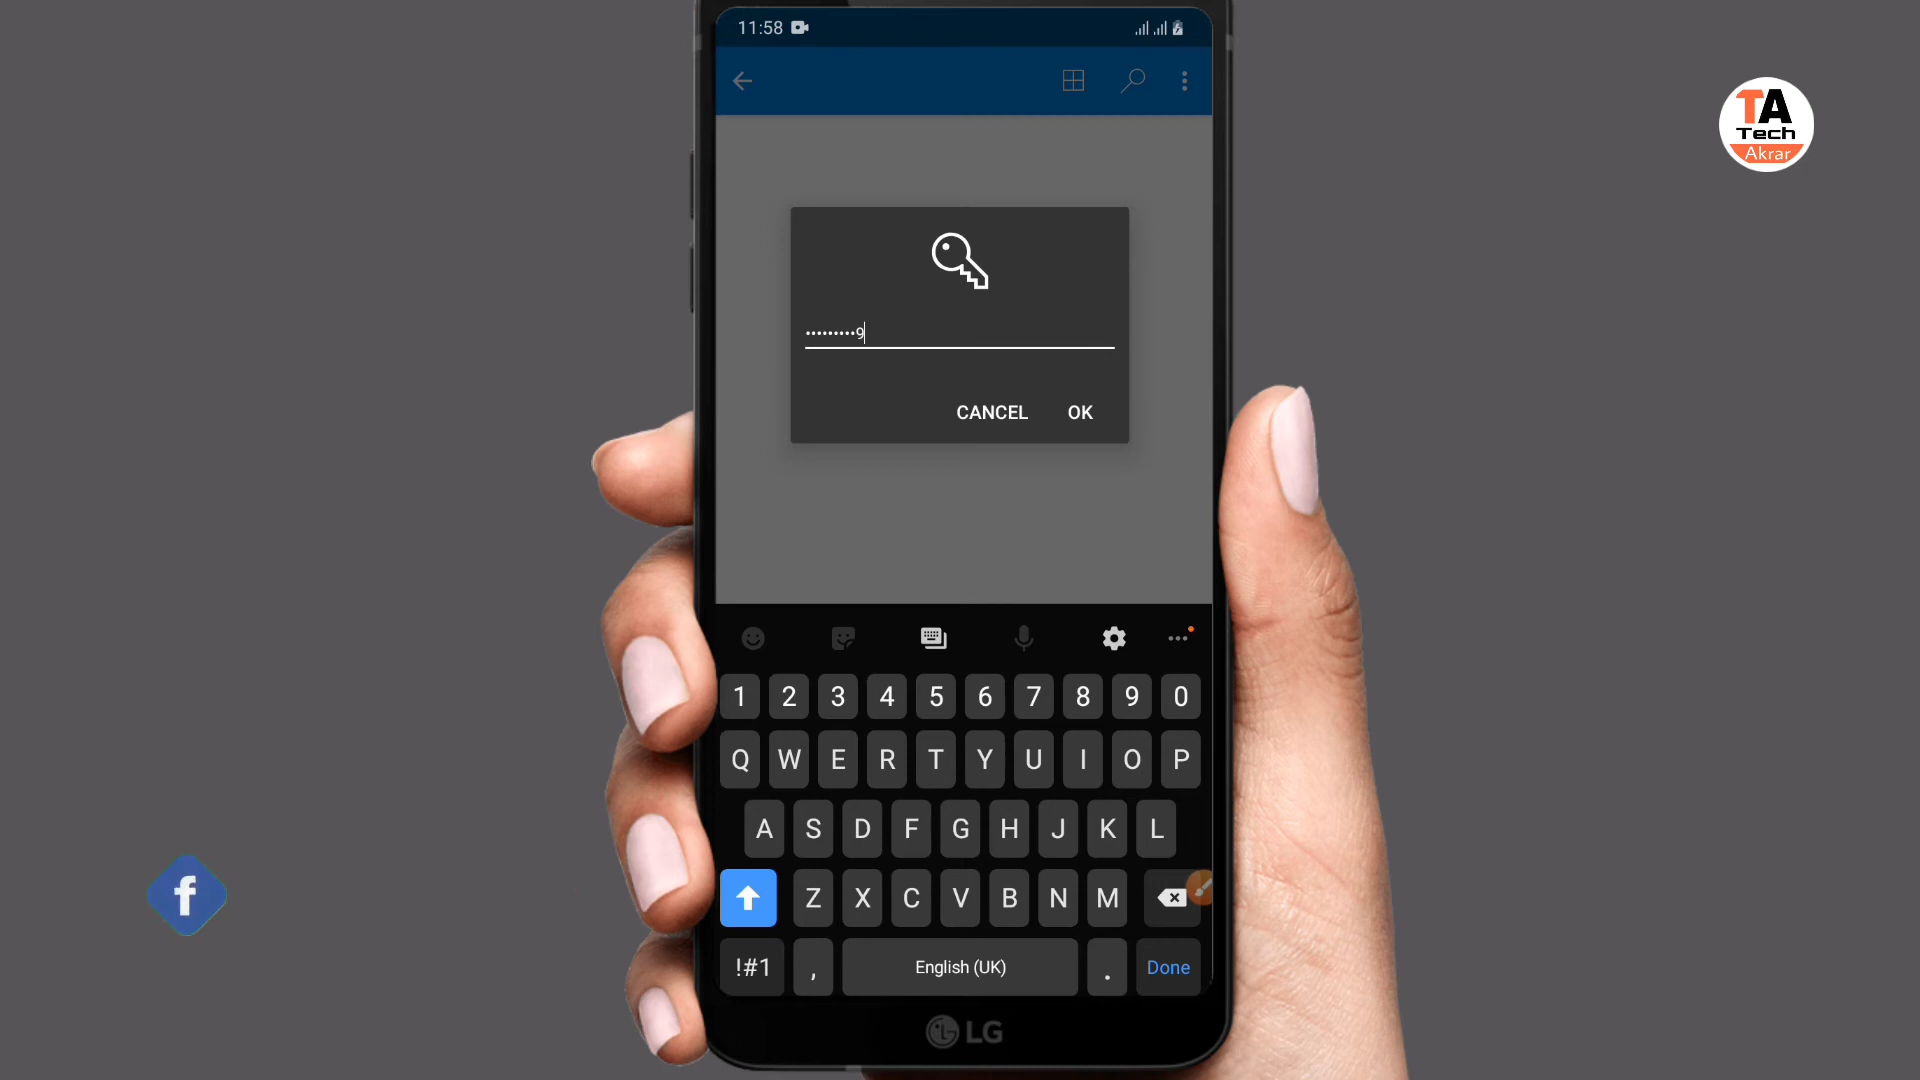 11:58
TA
Tech
Akrar
•••••••••9
CANCEL
OK
1 2 3 4 5 6 7 8 9 0
Q W E R T Y U I O P
A S D F G H J K L
Z X C V B N M
!#1 , English (UK) . Done
LG
f